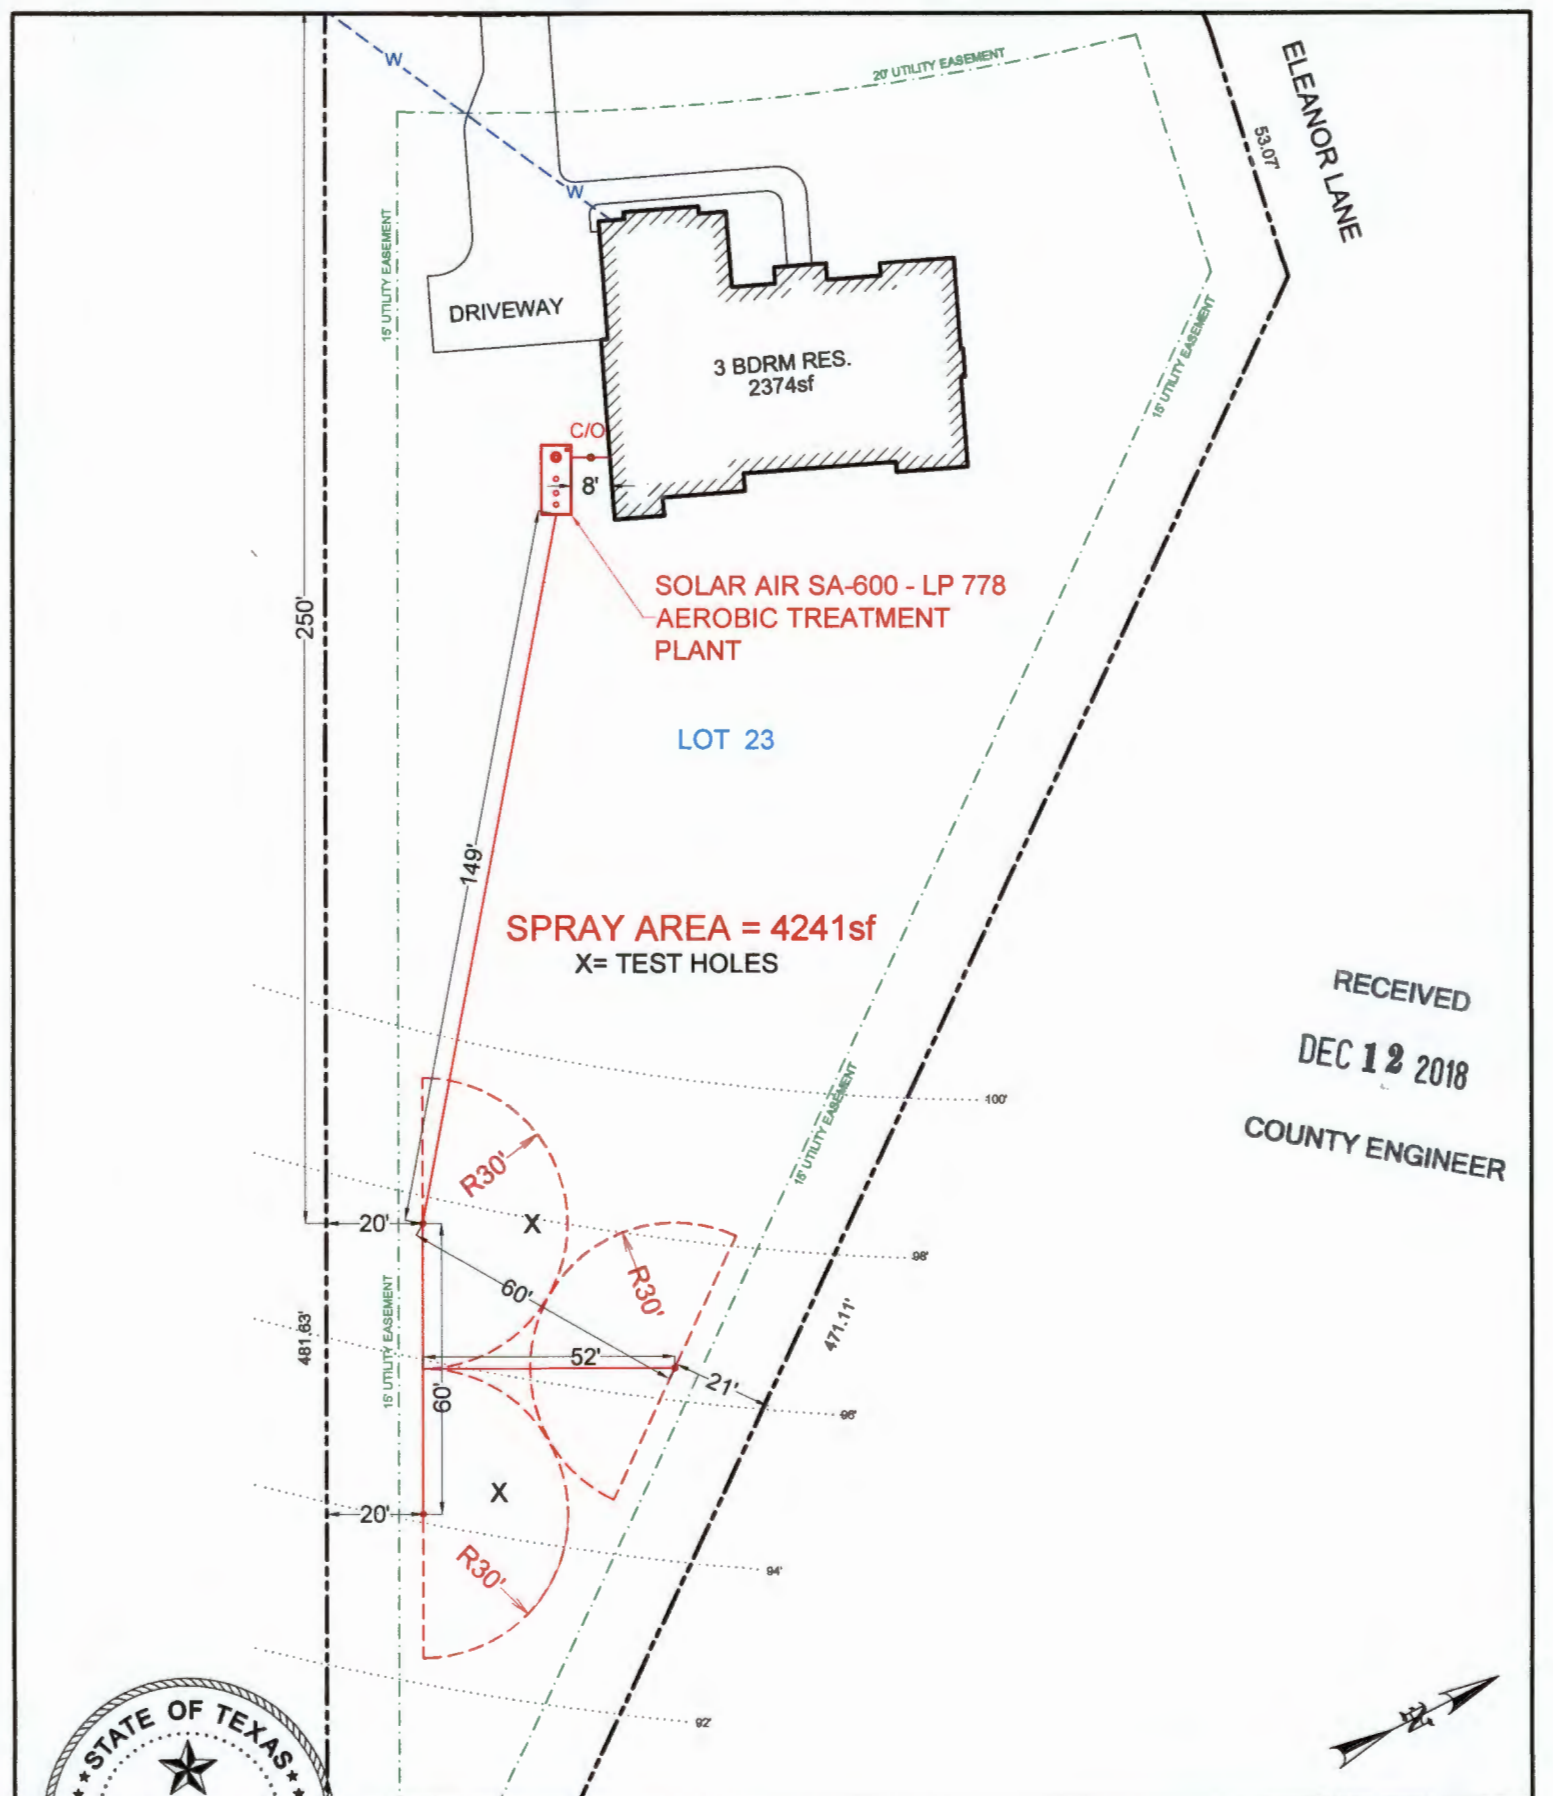 W
20' UTILITY EASEMENT
ELEANOR LANE
53.07'
W
15' UTILITY EASEMENT
DRIVEWAY
15' UTILITY EASEMENT
3 BDRM RES.
2374sf
C/O
8'
250'
SOLAR AIR SA-600 - LP 778
AEROBIC TREATMENT
PLANT
LOT 23
149'
SPRAY AREA = 4241sf
X= TEST HOLES
RECEIVED
DEC 12 2018
COUNTY ENGINEER
100'
15' UTILITY EASEMENT
R30'
20'
X
98'
60'
R30'
481.63'
15' UTILITY EASEMENT
471.11'
52'
60'
21'
96'
X
20'
R30'
94'
92'
N
STATE OF TEXAS